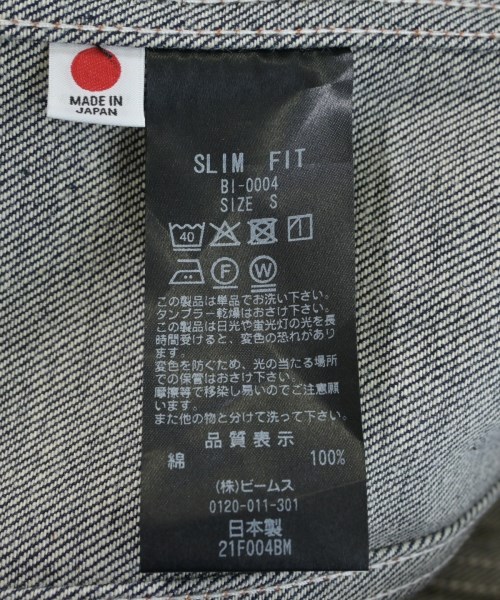 MADE IN
JAPAN
SLIM FIT
BI-0004
SIZE S
40
F
W
この製品は単品でお洗い下さい。
タンブラー乾燥はお避け下さい。
この製品は日光や蛍光灯の光を長
時間受けると、変色の恐れがあり
ます。
変色を防ぐため、光の当たる場所
での保管はお避け下さい。
摩擦等で移染し易いのでご注意願
います。
また他の物と分けて洗って下さい。
品質表示
綿 100%
(株)ビームス
0120-011-301
日本製
21F004BM